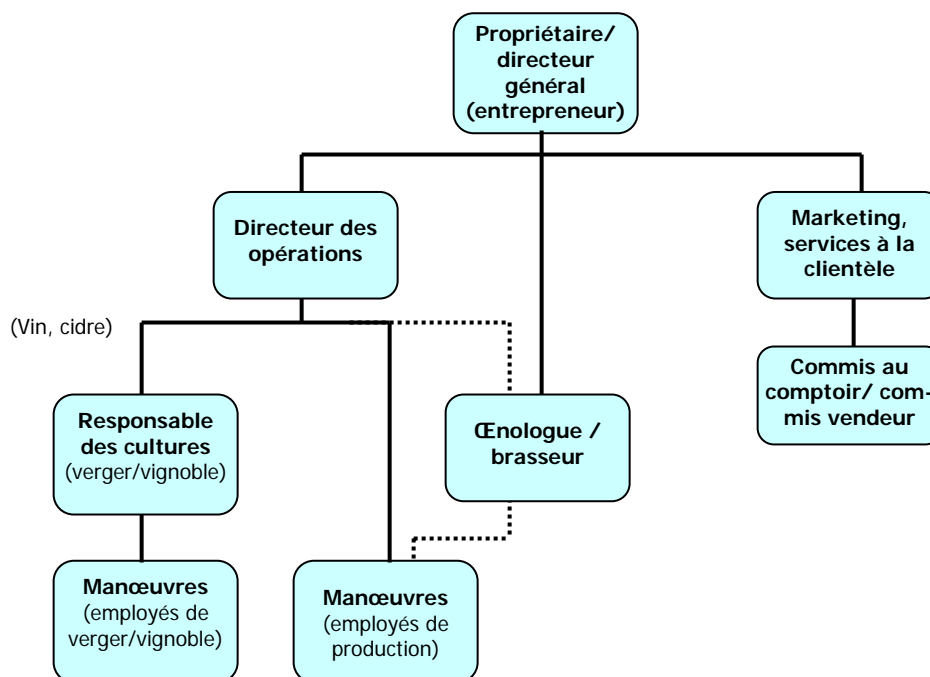 Propriétaire/
directeur
général
(entrepreneur)
Directeur des
opérations
Marketing,
services à la
clientèle
(Vin, cidre)
Commis au
comptoir/ com-
mis vendeur
Responsable
des cultures
(verger/vignoble)
Œnologue /
brasseur
Manœuvres
(employés de
verger/vignoble)
Manœuvres
(employés de
production)